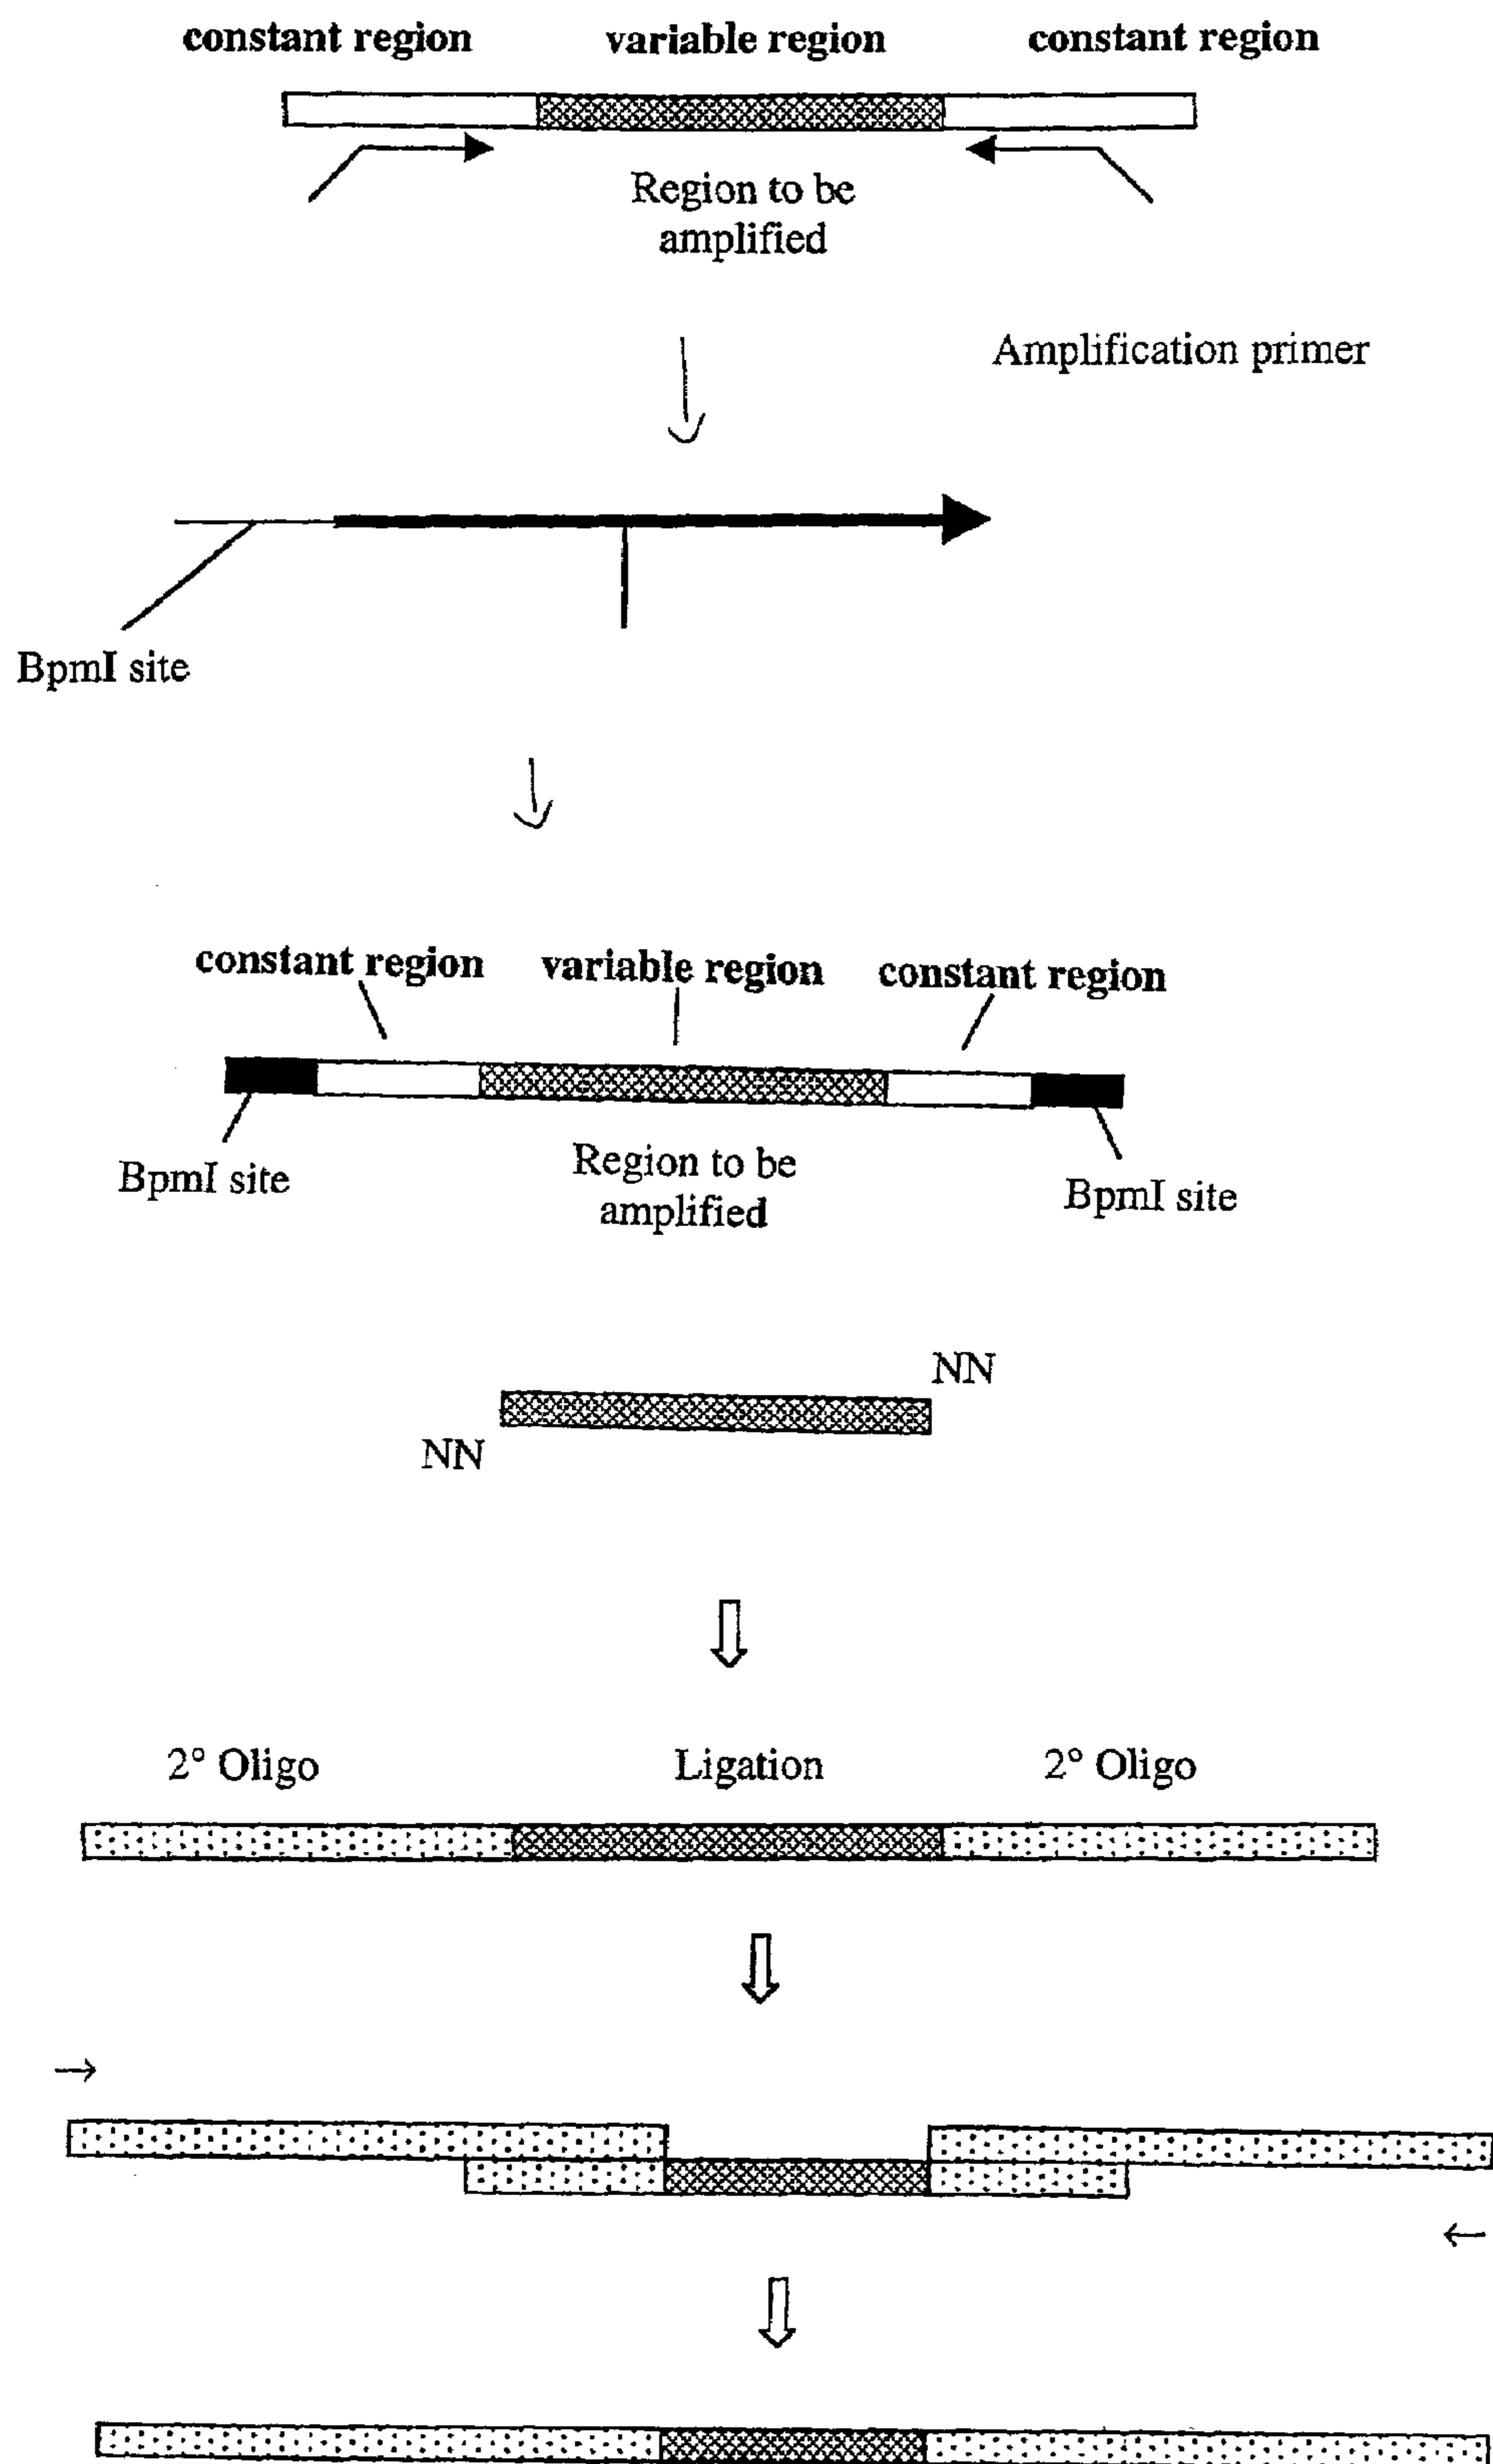 constant region variable region constant region
Region to be
amplified
Amplification primer
BpmI site
constant region variable region constant region
BpmI site
Region to be
amplified
BpmI site
NN
NN
2° Oligo Ligation 2° Oligo